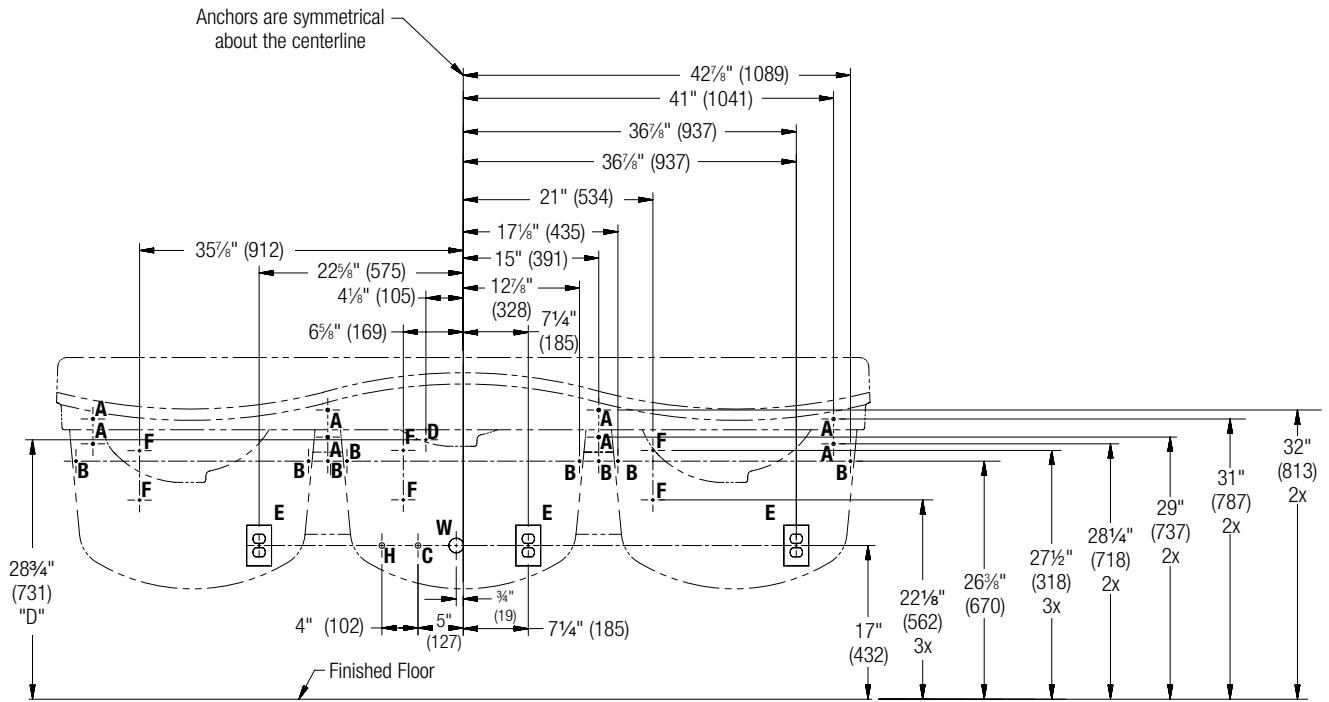 Anchors are symmetrical
about the centerline
42⅞" (1089)
41" (1041)
36⅞" (937)
36⅞" (937)
21" (534)
17⅛" (435)
35⅞" (912)
15" (391)
22⅝" (575)
12⅞"
(328)
4⅛" (105)
6⅝" (169)
7¼"
(185)
A
A
A
A
A
A
A
A
F
F
D
F
B
B
B
B
B
B
B
B
F
F
F
E
E
E
W
H
C
28¾"
(731)
"D"
4" (102)
5"
(127)
¾"
(19)
7¼" (185)
17"
(432)
22⅛"
(562)
3x
26⅜"
(670)
27½"
(318)
3x
28¼"
(718)
2x
29"
(737)
2x
31"
(787)
2x
32"
(813)
2x
Finished Floor